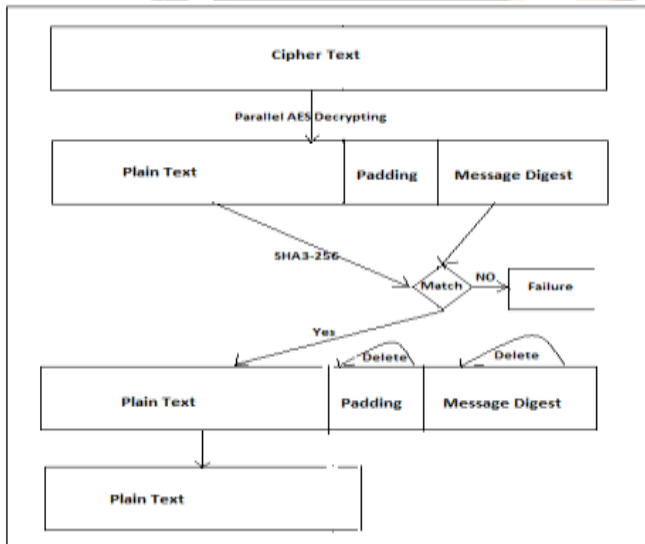 Cipher Text
Parallel AES Decrypting
Plain Text
Padding
Message Digest
SHA3-256
Match
NO
Failure
Yes
Delete
Delete
Plain Text
Padding
Message Digest
Plain Text